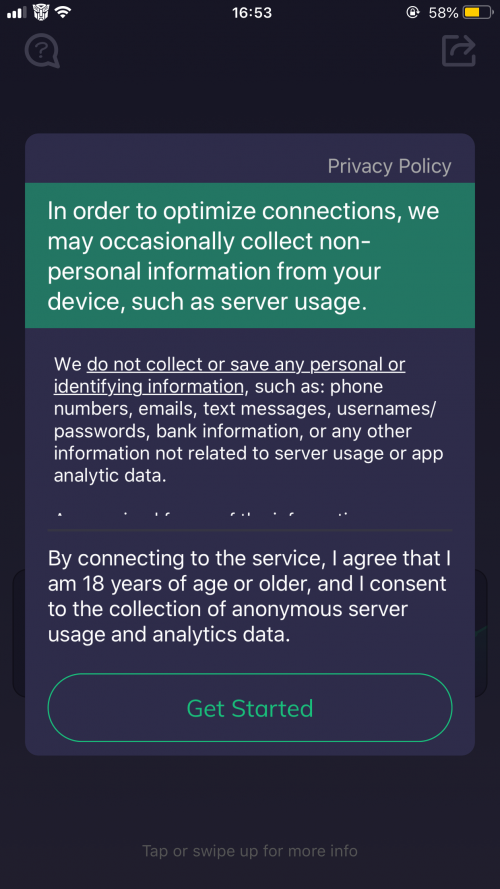 16:53
58%
Privacy Policy
In order to optimize connections, we
may occasionally collect non-
personal information from your
device, such as server usage.
We do not collect or save any personal or
identifying information, such as: phone
numbers, emails, text messages, usernames/
passwords, bank information, or any other
information not related to server usage or app
analytic data.
By connecting to the service, I agree that I
am 18 years of age or older, and I consent
to the collection of anonymous server
usage and analytics data.
Get Started
Tap or swipe up for more info